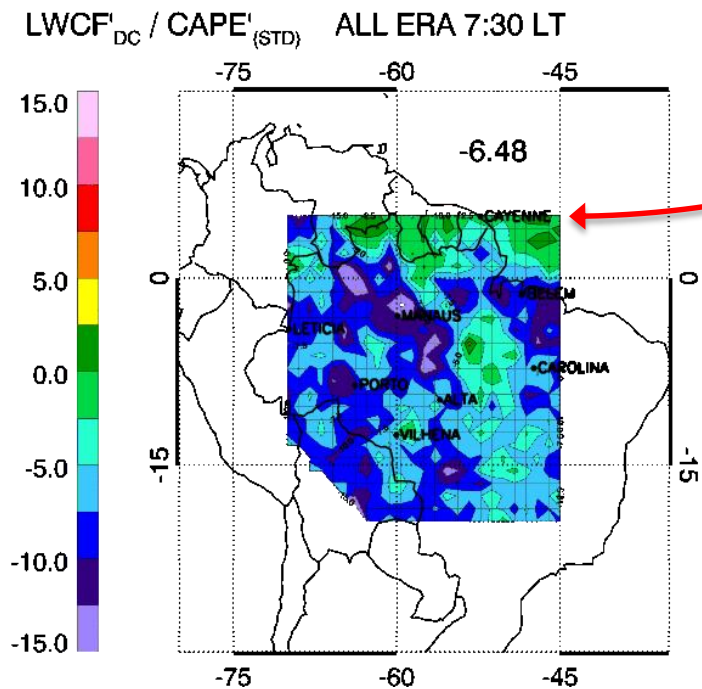 LWCF'DC / CAPE'(STD) ALL ERA 7:30 LT
-75 -60 -45
15.0
10.0
5.0
0.0
-5.0
-10.0
-15.0
-6.48
CAYENNE
0 0
BELEM
MANAUS
LETICIA
CAROLINA
PORTO
ALTA
VILHENA
-15 -15
-75 -60 -45